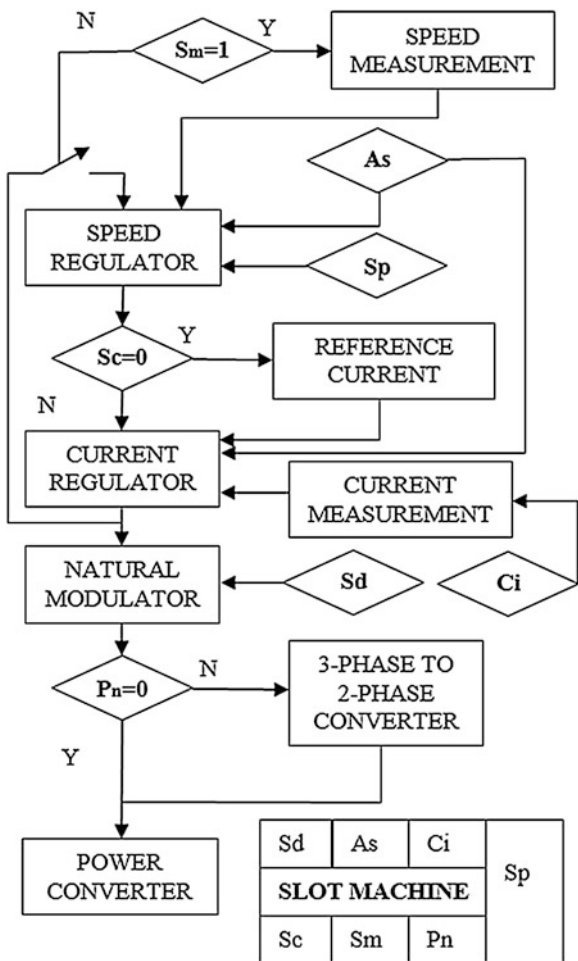 N
Sm=1
Y
SPEED
MEASUREMENT
As
SPEED
REGULATOR
Sp
Sc=0
Y
REFERENCE
CURRENT
N
CURRENT
REGULATOR
CURRENT
MEASUREMENT
NATURAL
MODULATOR
Sd
Ci
Pn=0
N
3-PHASE TO
2-PHASE
CONVERTER
Y
POWER
CONVERTER
Sd As Ci
Sp
SLOT MACHINE
Sc Sm Pn